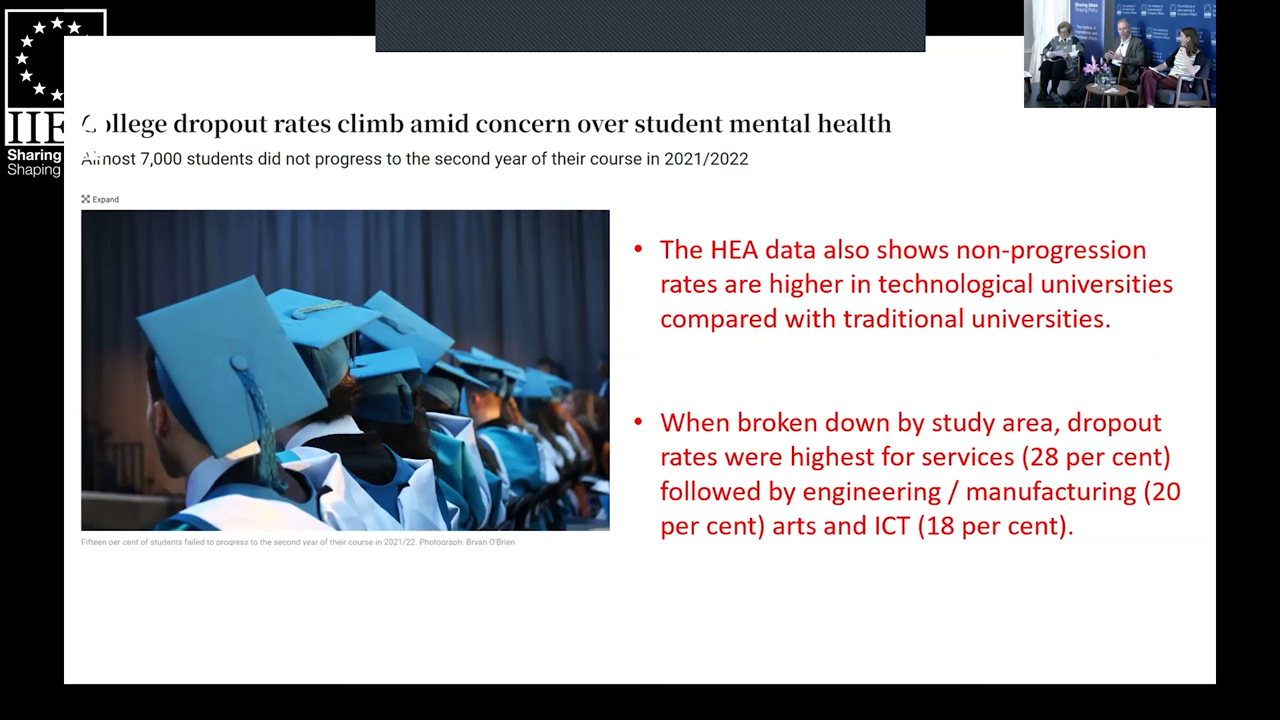 IIE
Sharing
Shaping
College dropout rates climb amid concern over student mental health
Almost 7,000 students did not progress to the second year of their course in 2021/2022
Expand
• The HEA data also shows non-progression
rates are higher in technological universities
compared with traditional universities.
• When broken down by study area, dropout
rates were highest for services (28 per cent)
followed by engineering / manufacturing (20
per cent) arts and ICT (18 per cent).
Fifteen per cent of students failed to progress to the second year of their course in 2021/22. Photograph: Bryan O'Brien